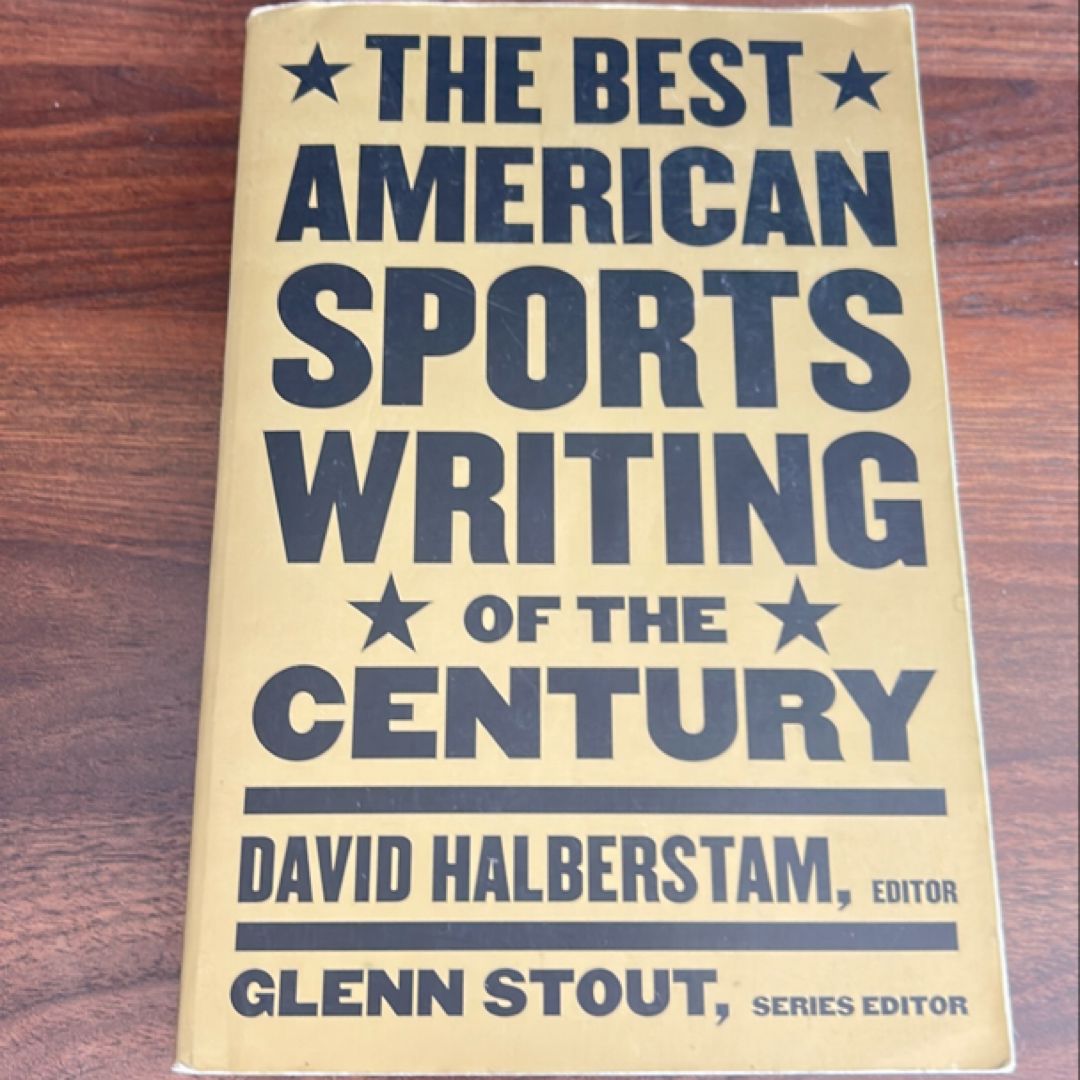 THE BEST
AMERICAN
SPORTS
WRITING
OF THE
CENTURY
DAVID HALBERSTAM, EDITOR
GLENN STOUT, SERIES EDITOR